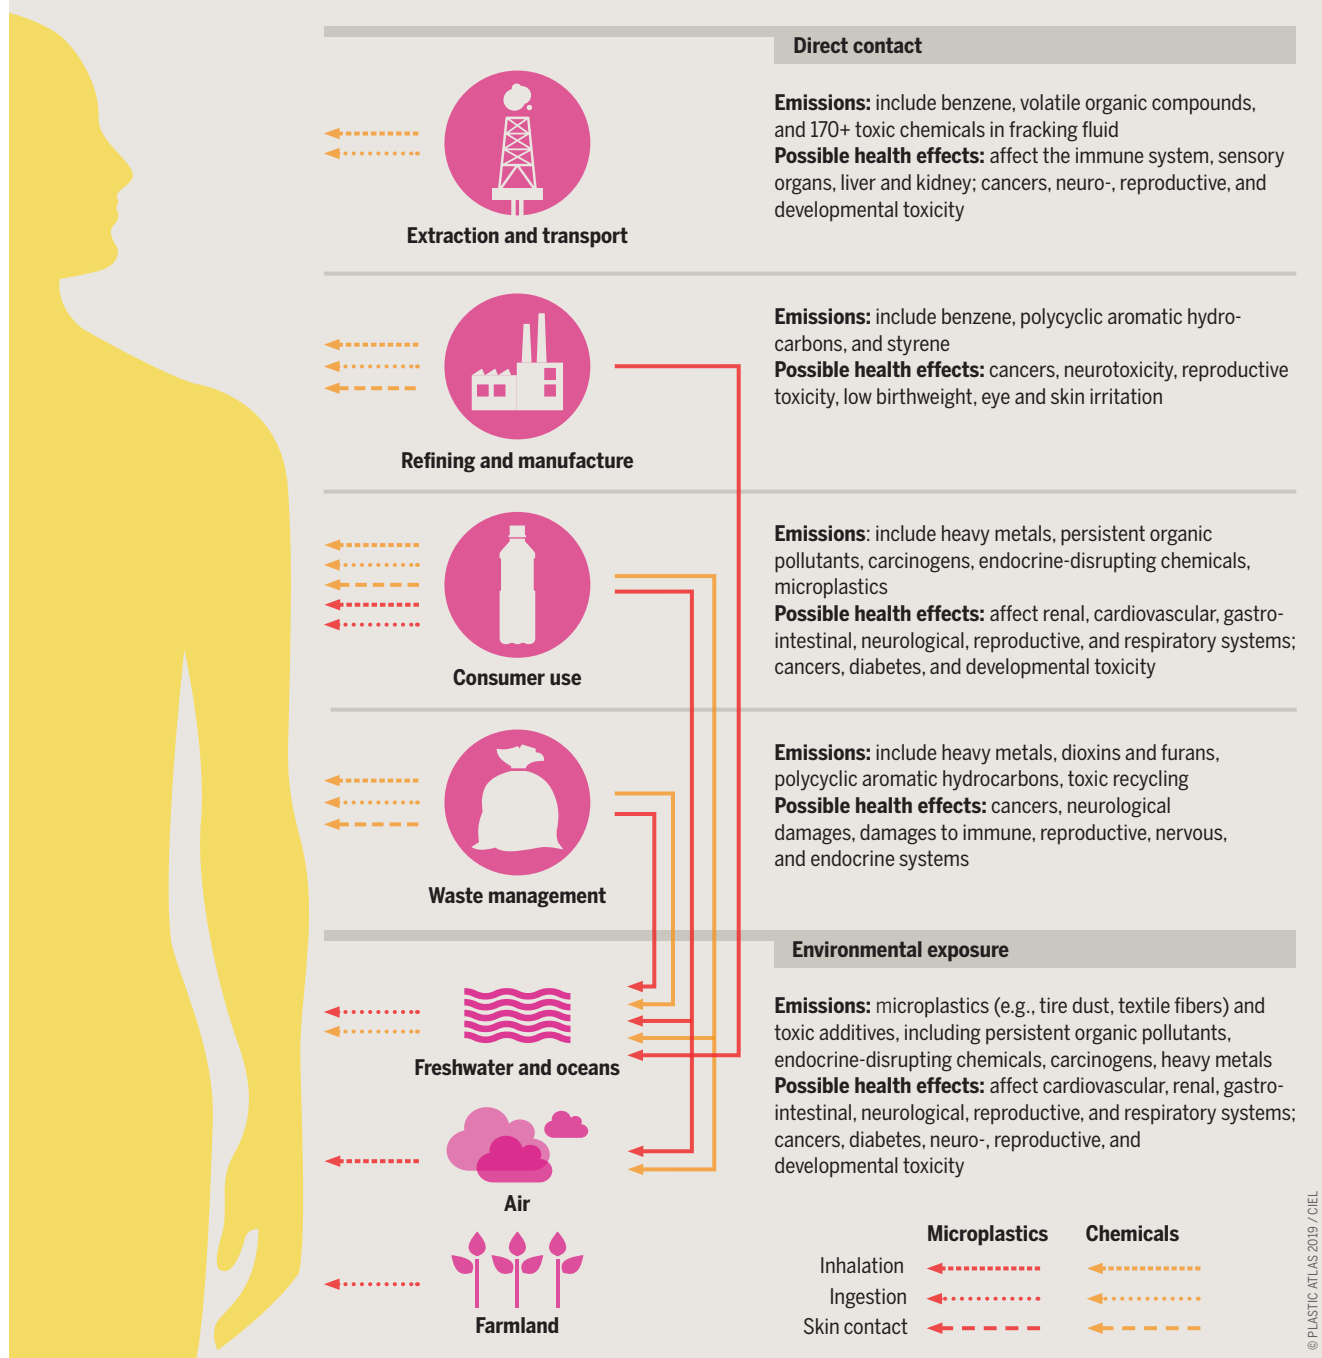 Direct contact
Emissions: include benzene, volatile organic compounds,
and 170+ toxic chemicals in fracking fluid
Possible health effects: affect the immune system, sensory
organs, liver and kidney; cancers, neuro-, reproductive, and
developmental toxicity
Extraction and transport
Emissions: include benzene, polycyclic aromatic hydro-
carbons, and styrene
Possible health effects: cancers, neurotoxicity, reproductive
toxicity, low birthweight, eye and skin irritation
Refining and manufacture
Emissions: include heavy metals, persistent organic
pollutants, carcinogens, endocrine-disrupting chemicals,
microplastics
Possible health effects: affect renal, cardiovascular, gastro-
intestinal, neurological, reproductive, and respiratory systems;
cancers, diabetes, and developmental toxicity
Consumer use
Emissions: include heavy metals, dioxins and furans,
polycyclic aromatic hydrocarbons, toxic recycling
Possible health effects: cancers, neurological
damages, damages to immune, reproductive, nervous,
and endocrine systems
Waste management
Environmental exposure
Emissions: microplastics (e.g., tire dust, textile fibers) and
toxic additives, including persistent organic pollutants,
endocrine-disrupting chemicals, carcinogens, heavy metals
Possible health effects: affect cardiovascular, renal, gastro-
intestinal, neurological, reproductive, and respiratory systems;
cancers, diabetes, neuro-, reproductive, and
developmental toxicity
Freshwater and oceans
Air
Farmland
Microplastics Chemicals
Inhalation
Ingestion
Skin contact
© PLASTIC ATLAS 2019 / CIEL